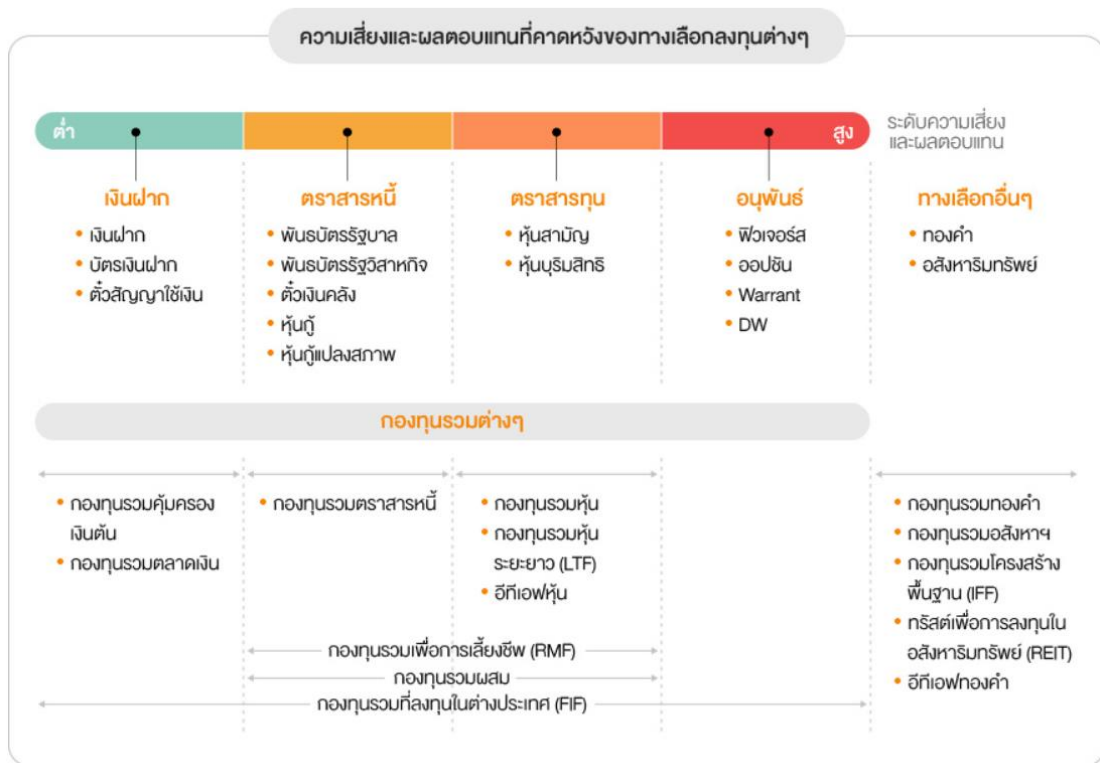 ความเสี่ยงและผลตอบแทนที่คาดหวังของทางเลือกลงทุนต่างๆ
ต่ำ
สูง
ระดับความเสี่ยง
และผลตอบแทน
เงินฝาก
• เงินฝาก
• บัตรเงินฝาก
• ตั๋วสัญญาใช้เงิน
ตราสารหนี้
• พันธบัตรรัฐบาล
• พันธบัตรรัฐวิสาหกิจ
• ตั๋วเงินคลัง
• หุ้นกู้
• หุ้นกู้แปลงสภาพ
ตราสารทุน
• หุ้นสามัญ
• หุ้นบุริมสิทธิ
อนุพันธ์
• ฟิวเจอร์ส
• ออปชัน
• Warrant
• DW
ทางเลือกอื่นๆ
• ทองคำ
• อสังหาริมทรัพย์
กองทุนรวมต่างๆ
• กองทุนรวมคุ้มครอง
เงินต้น
• กองทุนรวมตลาดเงิน
• กองทุนรวมตราสารหนี้
• กองทุนรวมหุ้น
• กองทุนรวมหุ้น
ระยะยาว (LTF)
• อีทีเอฟหุ้น
• กองทุนรวมทองคำ
• กองทุนรวมอสังหาฯ
• กองทุนรวมโครงสร้าง
พื้นฐาน (IFF)
• ทรัสต์เพื่อการลงทุนใน
อสังหาริมทรัพย์ (REIT)
• อีทีเอฟทองคำ
กองทุนรวมเพื่อการเลี้ยงชีพ (RMF)
กองทุนรวมผสม
กองทุนรวมที่ลงทุนในต่างประเทศ (FIF)